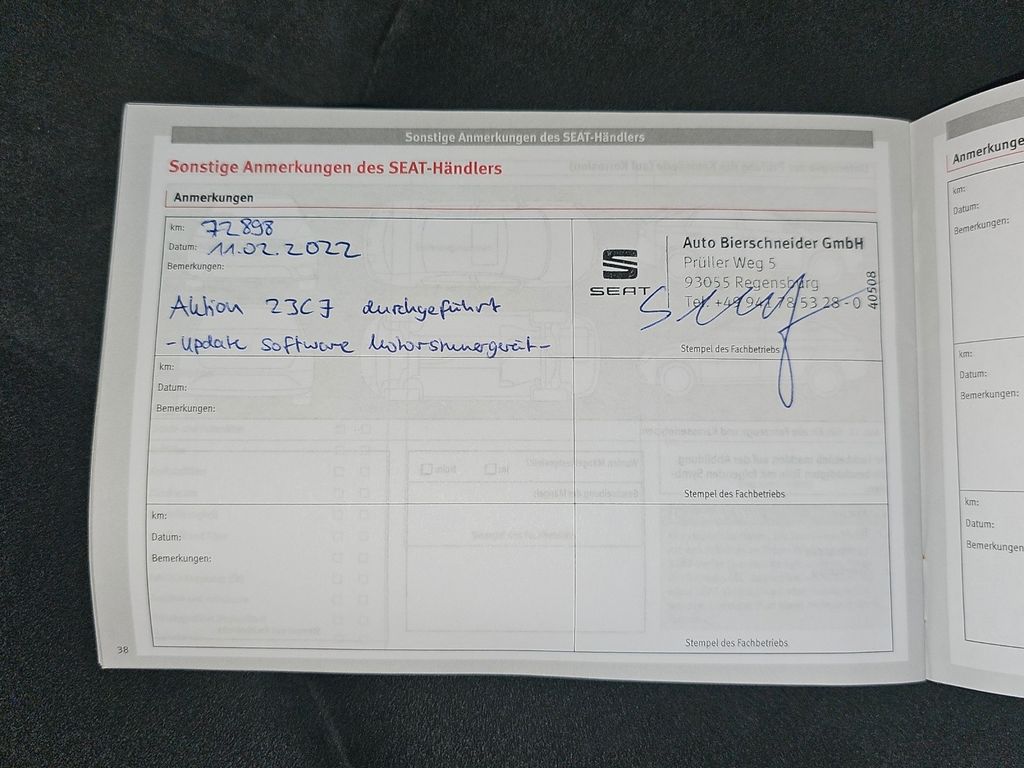 Sonstige Anmerkungen des SEAT-Händlers
Sonstige Anmerkungen des SEAT-Händlers
Anmerkungen
km: 72898
Datum: 11.02.2022
Bemerkungen:
Aktion 23C7 durchgeführt
-Update Software Motorsteuergerät-
SEAT
Auto Bierschneider GmbH
Prüller Weg 5
93055 Regensburg
Tel. +49 941 78 53 28 - 0
40508
Stempel des Fachbetriebs
km:
Datum:
Bemerkungen:
Stempel des Fachbetriebs
km:
Datum:
Bemerkungen:
Stempel des Fachbetriebs
38
Anmerkunge
km:
Datum:
Bemerkungen:
km:
Datum:
Bemerkungen:
km:
Datum:
Bemerkungen